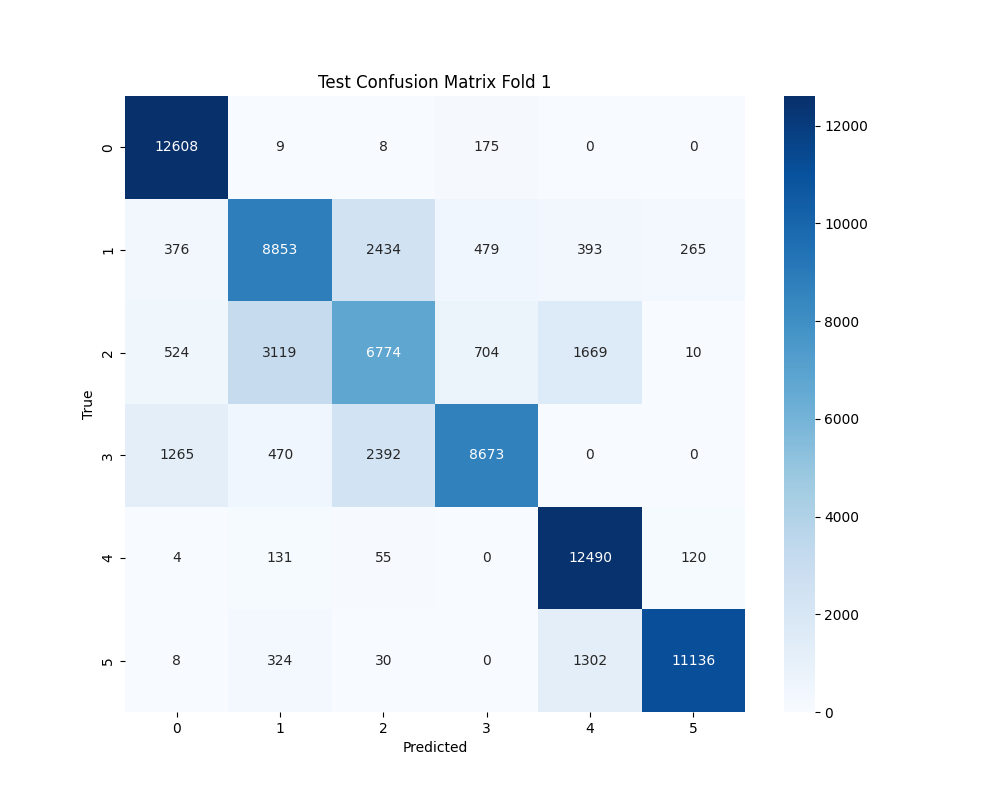 Test Confusion Matrix Fold 1
0 12608 9 8 175 0 0
1 376 8853 2434 479 393 265
2 524 3119 6774 704 1669 10
3 1265 470 2392 8673 0 0
4 4 131 55 0 12490 120
5 8 324 30 0 1302 11136
0 1 2 3 4 5
Predicted
True
12000
10000
8000
6000
4000
2000
0